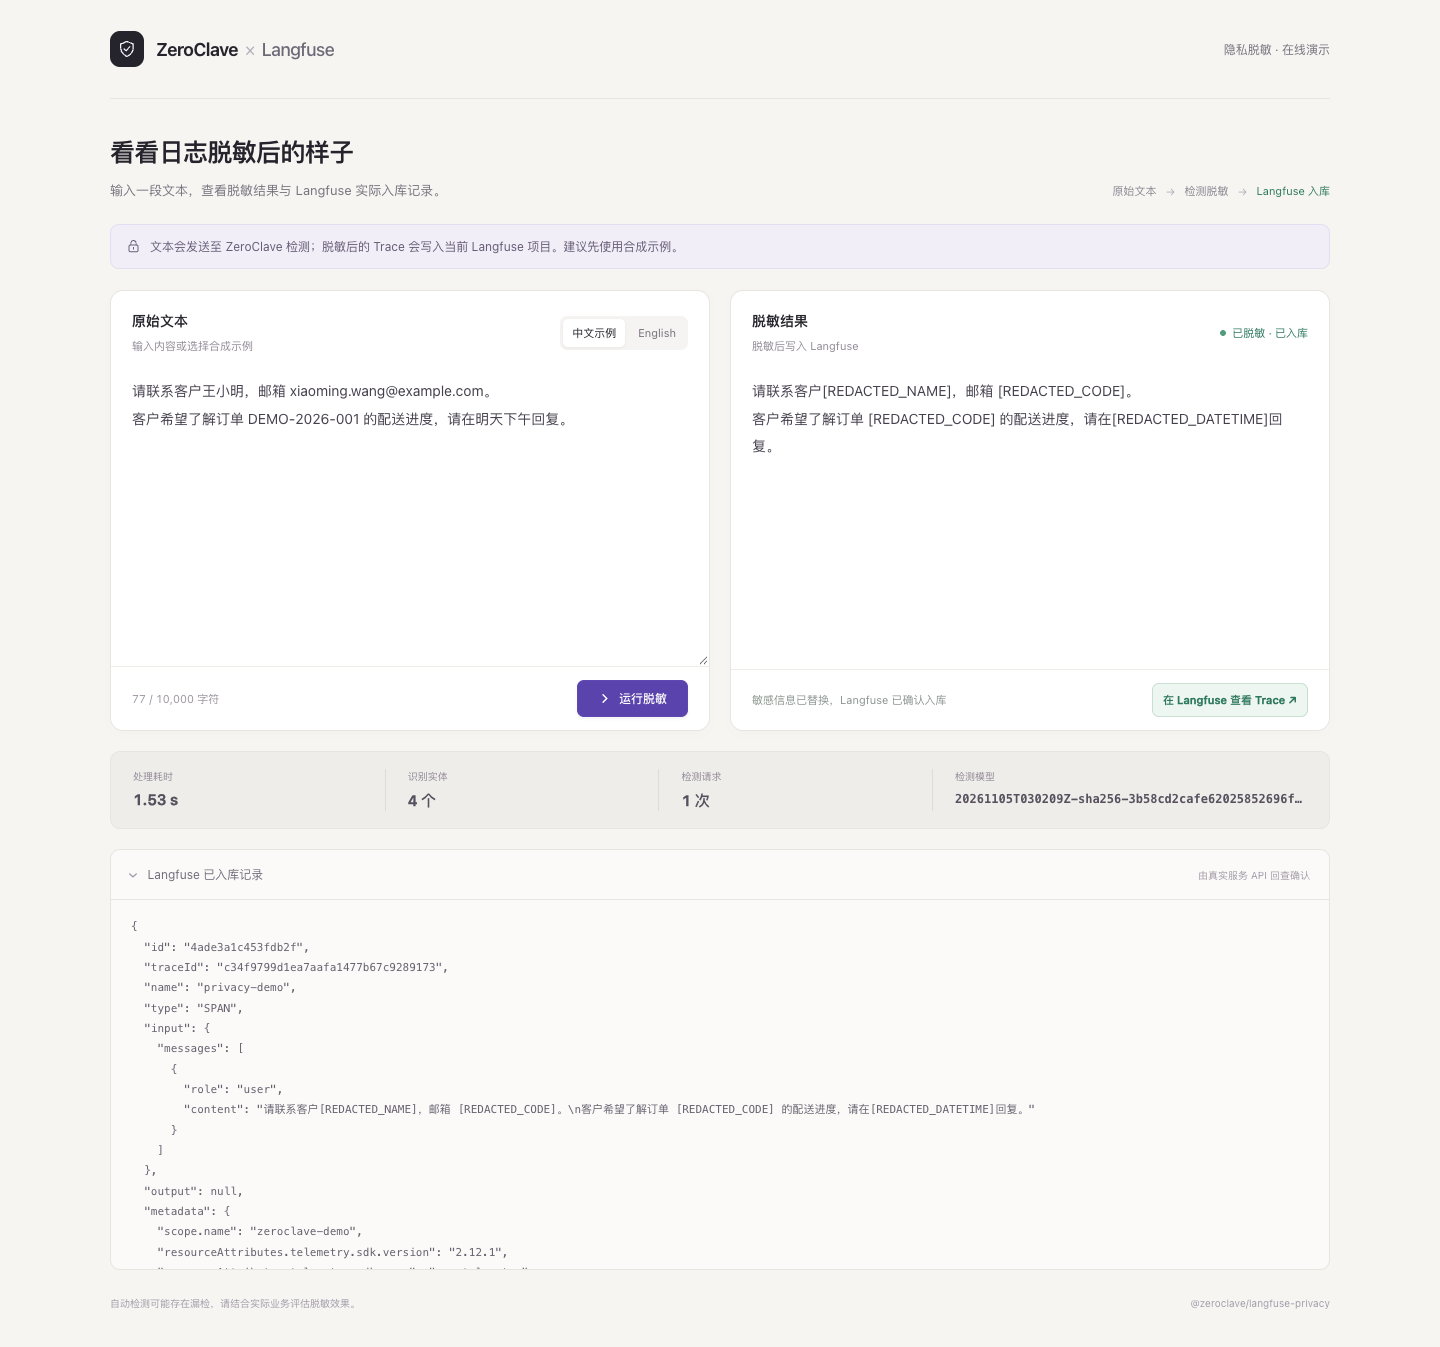 ZeroClave × Langfuse
隐私脱敏 · 在线演示
看看日志脱敏后的样子
输入一段文本，查看脱敏结果与 Langfuse 实际入库记录。
原始文本 → 检测脱敏 → Langfuse 入库
文本会发送至 ZeroClave 检测；脱敏后的 Trace 会写入当前 Langfuse 项目。建议先使用合成示例。
原始文本
输入内容或选择合成示例
中文示例 English
请联系客户王小明，邮箱 xiaoming.wang@example.com。
客户希望了解订单 DEMO-2026-001 的配送进度，请在明天下午回复。
77 / 10,000 字符
运行脱敏
脱敏结果
脱敏后写入 Langfuse
已脱敏 · 已入库
请联系客户[REDACTED_NAME]，邮箱 [REDACTED_CODE]。
客户希望了解订单 [REDACTED_CODE] 的配送进度，请在[REDACTED_DATETIME]回
复。
敏感信息已替换，Langfuse 已确认入库
在 Langfuse 查看 Trace ↗
处理耗时
1.53 s
识别实体
4 个
检测请求
1 次
检测模型
20261105T030209Z-sha256-3b58cd2cafe62025852696f…
Langfuse 已入库记录
由真实服务 API 回查确认
{
"id": "4ade3a1c453fdb2f",
"traceId": "c34f9799d1ea7aafa1477b67c9289173",
"name": "privacy-demo",
"type": "SPAN",
"input": {
"messages": [
{
"role": "user",
"content": "请联系客户[REDACTED_NAME]，邮箱 [REDACTED_CODE]。\n客户希望了解订单 [REDACTED_CODE] 的配送进度，请在[REDACTED_DATETIME]回复。"
}
]
},
"output": null,
"metadata": {
"scope.name": "zeroclave-demo",
"resourceAttributes.telemetry.sdk.version": "2.12.1",
自动检测可能存在漏检，请结合实际业务评估脱敏效果。
@zeroclave/langfuse-privacy